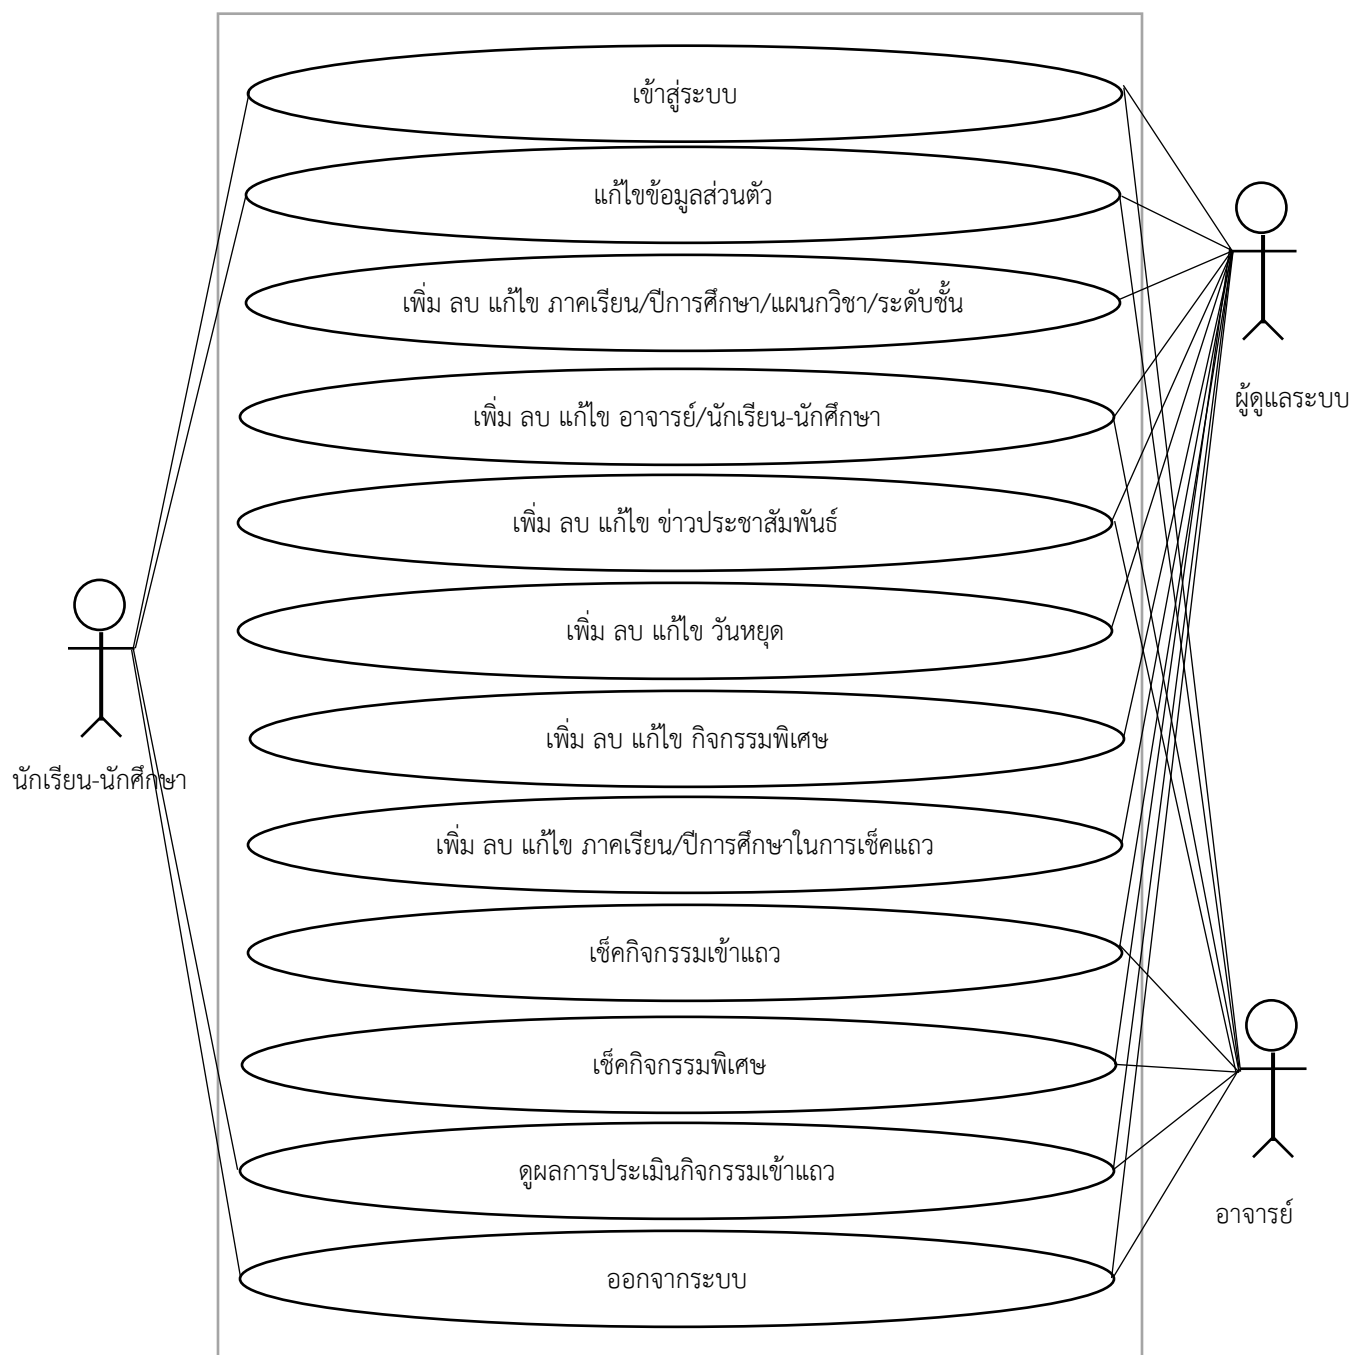 เข้าสู่ระบบ
แก้ไขข้อมูลส่วนตัว
เพิ่ม ลบ แก้ไข ภาคเรียน/ปีการศึกษา/แผนกวิชา/ระดับชั้น
ผู้ดูแลระบบ
เพิ่ม ลบ แก้ไข อาจารย์/นักเรียน-นักศึกษา
เพิ่ม ลบ แก้ไข ข่าวประชาสัมพันธ์
เพิ่ม ลบ แก้ไข วันหยุด
เพิ่ม ลบ แก้ไข กิจกรรมพิเศษ
นักเรียน-นักศึกษา
เพิ่ม ลบ แก้ไข ภาคเรียน/ปีการศึกษาในการเช็คแถว
เช็คกิจกรรมเข้าแถว
เช็คกิจกรรมพิเศษ
ดูผลการประเมินกิจกรรมเข้าแถว
อาจารย์
ออกจากระบบ